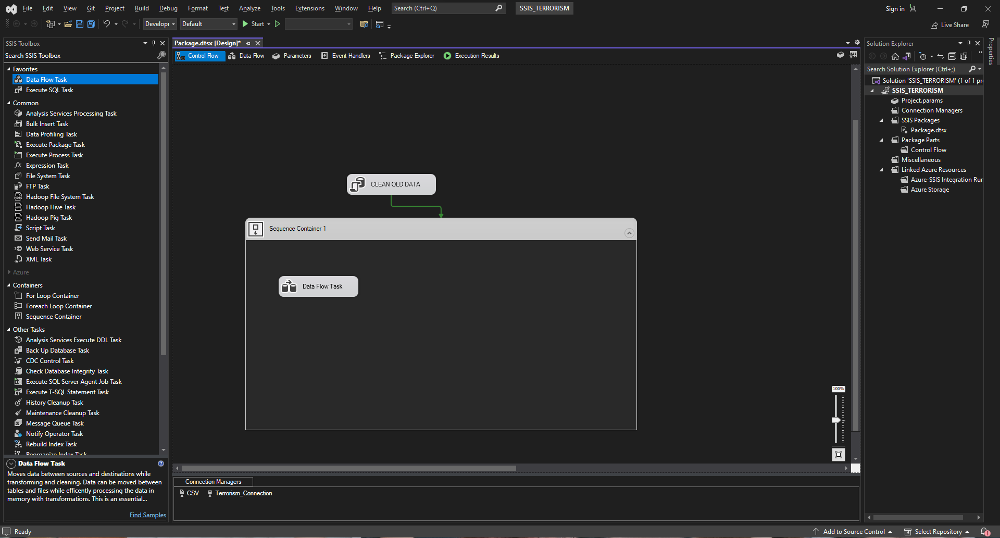 File Edit View Git Project Build Debug Format Test Analyze Tools Extensions Window Help Search (Ctrl+Q) SSIS_TERRORISM Sign in
Develop Default Start Live Share
SSIS Toolbox
Search SSIS Toolbox
Favorites
Data Flow Task
Execute SQL Task
Common
Analysis Services Processing Task
Bulk Insert Task
Data Profiling Task
Execute Package Task
Execute Process Task
Expression Task
File System Task
FTP Task
Hadoop File System Task
Hadoop Hive Task
Hadoop Pig Task
Script Task
Send Mail Task
Web Service Task
XML Task
Azure
Containers
For Loop Container
Foreach Loop Container
Sequence Container
Other Tasks
Analysis Services Execute DDL Task
Back Up Database Task
CDC Control Task
Check Database Integrity Task
Execute SQL Server Agent Job Task
Execute T-SQL Statement Task
History Cleanup Task
Maintenance Cleanup Task
Message Queue Task
Notify Operator Task
Rebuild Index Task
Reorganize Index Task
Data Flow Task
Moves data between sources and destinations while
transforming and cleaning. Data can be moved between
tables and files while efficently processing the data in
memory with transformations. This is an essential...
Find Samples
Package.dtsx [Design]*
Control Flow Data Flow Parameters Event Handlers Package Explorer Execution Results
CLEAN OLD DATA
Sequence Container 1
Data Flow Task
100%
Connection Managers
CSV Terrorism_Connection
Solution Explorer
Search Solution Explorer (Ctrl+;)
Solution 'SSIS_TERRORISM' (1 of 1 pr
SSIS_TERRORISM
Project.params
Connection Managers
SSIS Packages
Package.dtsx
Package Parts
Control Flow
Miscellaneous
Linked Azure Resources
Azure-SSIS Integration Run
Azure Storage
Properties
Ready Add to Source Control Select Repository 1